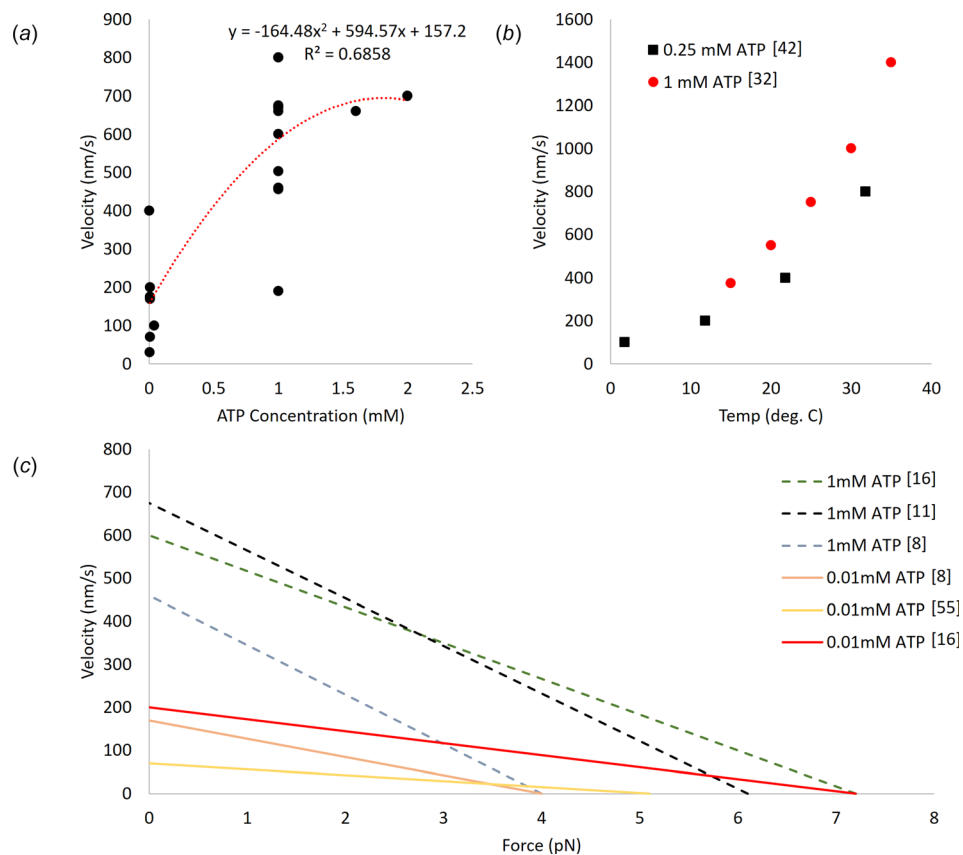 (a)
y = -164.48x² + 594.57x + 157.2
R² = 0.6858
900
800
700
600
500
400
300
200
100
0
Velocity (nm/s)
0 0.5 1 1.5 2 2.5
ATP Concentration (mM)
(b)
0.25 mM ATP [42]
1 mM ATP [32]
1600
1400
1200
1000
800
600
400
200
0
Velocity (nm/s)
0 10 20 30 40
Temp (deg. C)
(c)
800
700
600
500
400
300
200
100
0
Velocity (nm/s)
0 1 2 3 4 5 6 7 8
Force (pN)
1mM ATP [16]
1mM ATP [11]
1mM ATP [8]
0.01mM ATP [8]
0.01mM ATP [55]
0.01mM ATP [16]